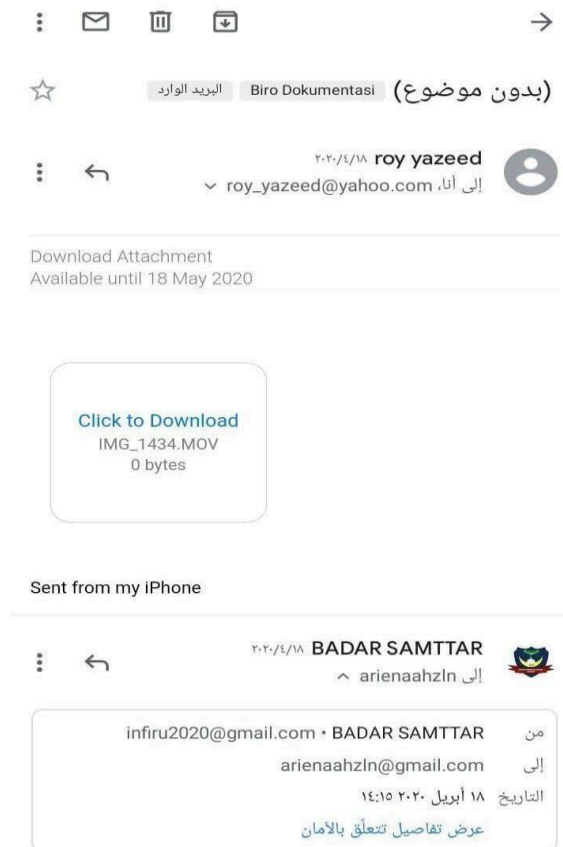 (بدون موضوع) Biro Dokumentasi البريد الوارد
roy yazeed ٢٠٢٠/٤/١٨
إلى أنا، roy_yazeed@yahoo.com
Download Attachment
Available until 18 May 2020
Click to Download
IMG_1434.MOV
0 bytes
Sent from my iPhone
BADAR SAMTTAR ٢٠٢٠/٤/١٨
إلى arienaahzln
من BADAR SAMTTAR • infiru2020@gmail.com
إلى arienaahzln@gmail.com
التاريخ ١٨ أبريل ٢٠٢٠ ١٤:١٥
عرض تفاصيل تتعلّق بالأمان